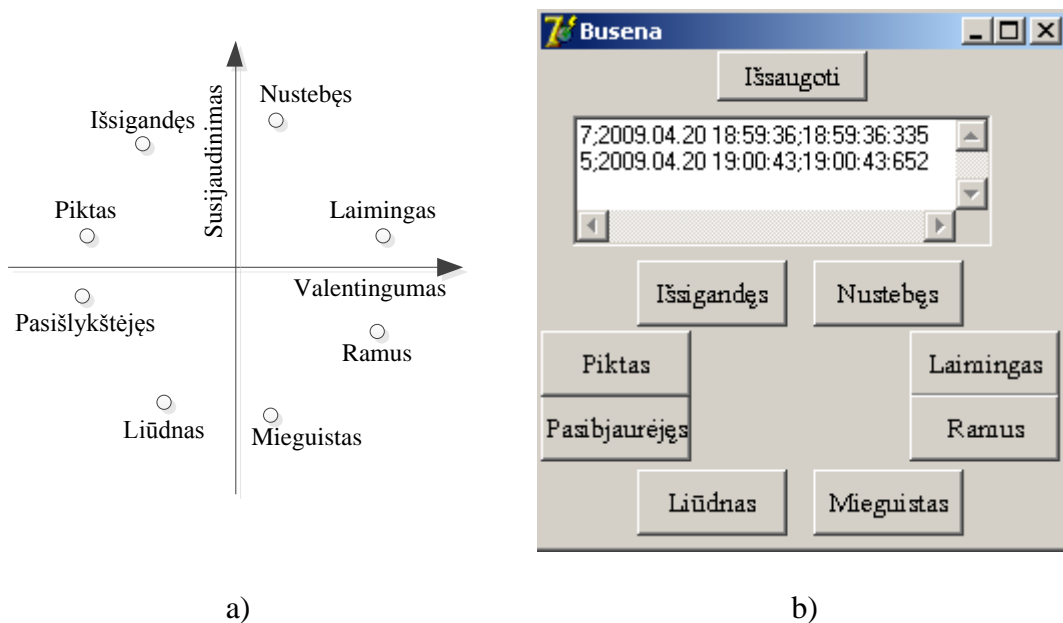 Susijaudinimas
Nustebęs
Išsigandęs
Piktas
Laimingas
Valentingumas
Pasišlykštėjęs
Ramus
Liūdnas
Mieguistas
a)
Busena
Išsaugoti
7;2009.04.20 18:59:36;18:59:36:335
5;2009.04.20 19:00:43;19:00:43:652
Išsigandęs Nustebęs
Piktas Laimingas
Pasibjaurėjęs Ramus
Liūdnas Mieguistas
b)